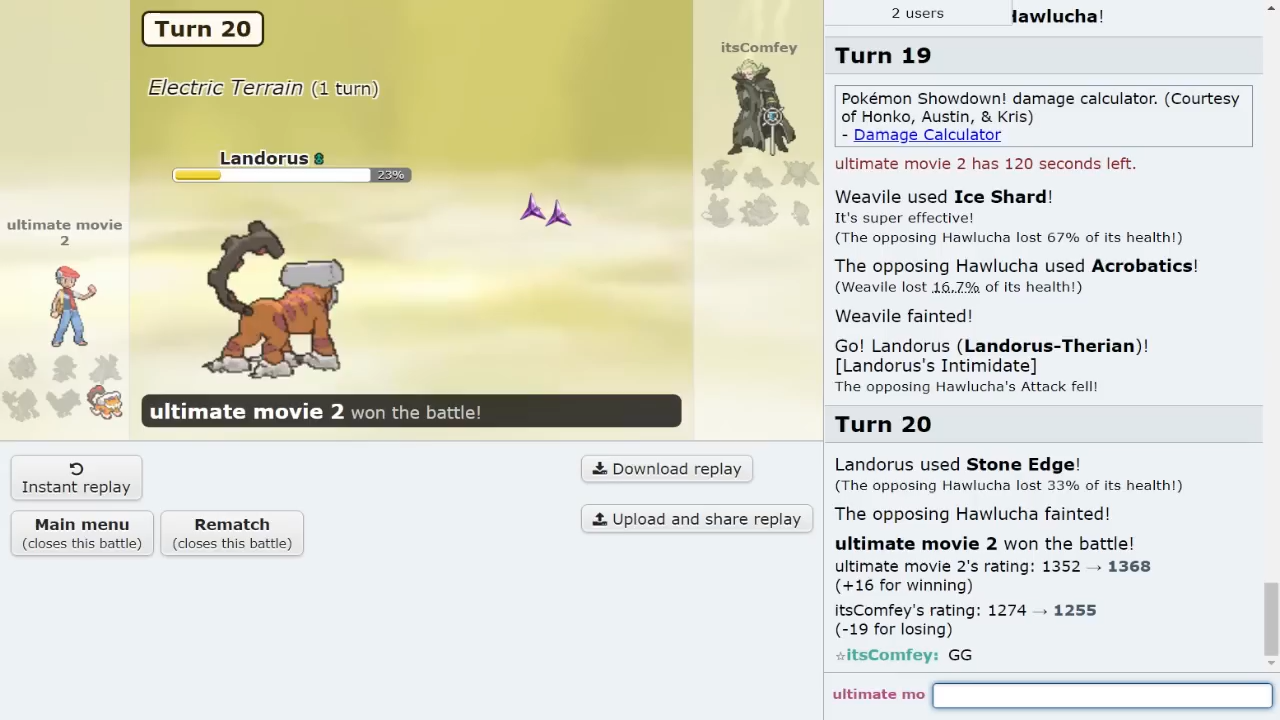 Turn 20
Electric Terrain (1 turn)
Landorus
23%
ultimate movie
2
itsComfey
ultimate movie 2 won the battle!
Instant replay
Main menu
(closes this battle)
Rematch
(closes this battle)
Download replay
Upload and share replay
2 users
Hawlucha!
Turn 19
Pokémon Showdown! damage calculator. (Courtesy
of Honko, Austin, & Kris)
- Damage Calculator
ultimate movie 2 has 120 seconds left.
Weavile used Ice Shard!
It's super effective!
(The opposing Hawlucha lost 67% of its health!)
The opposing Hawlucha used Acrobatics!
(Weavile lost 16.7% of its health!)
Weavile fainted!
Go! Landorus (Landorus-Therian)!
[Landorus's Intimidate]
The opposing Hawlucha's Attack fell!
Turn 20
Landorus used Stone Edge!
(The opposing Hawlucha lost 33% of its health!)
The opposing Hawlucha fainted!
ultimate movie 2 won the battle!
ultimate movie 2's rating: 1352 → 1368
(+16 for winning)
itsComfey's rating: 1274 → 1255
(-19 for losing)
☆itsComfey: GG
ultimate mo